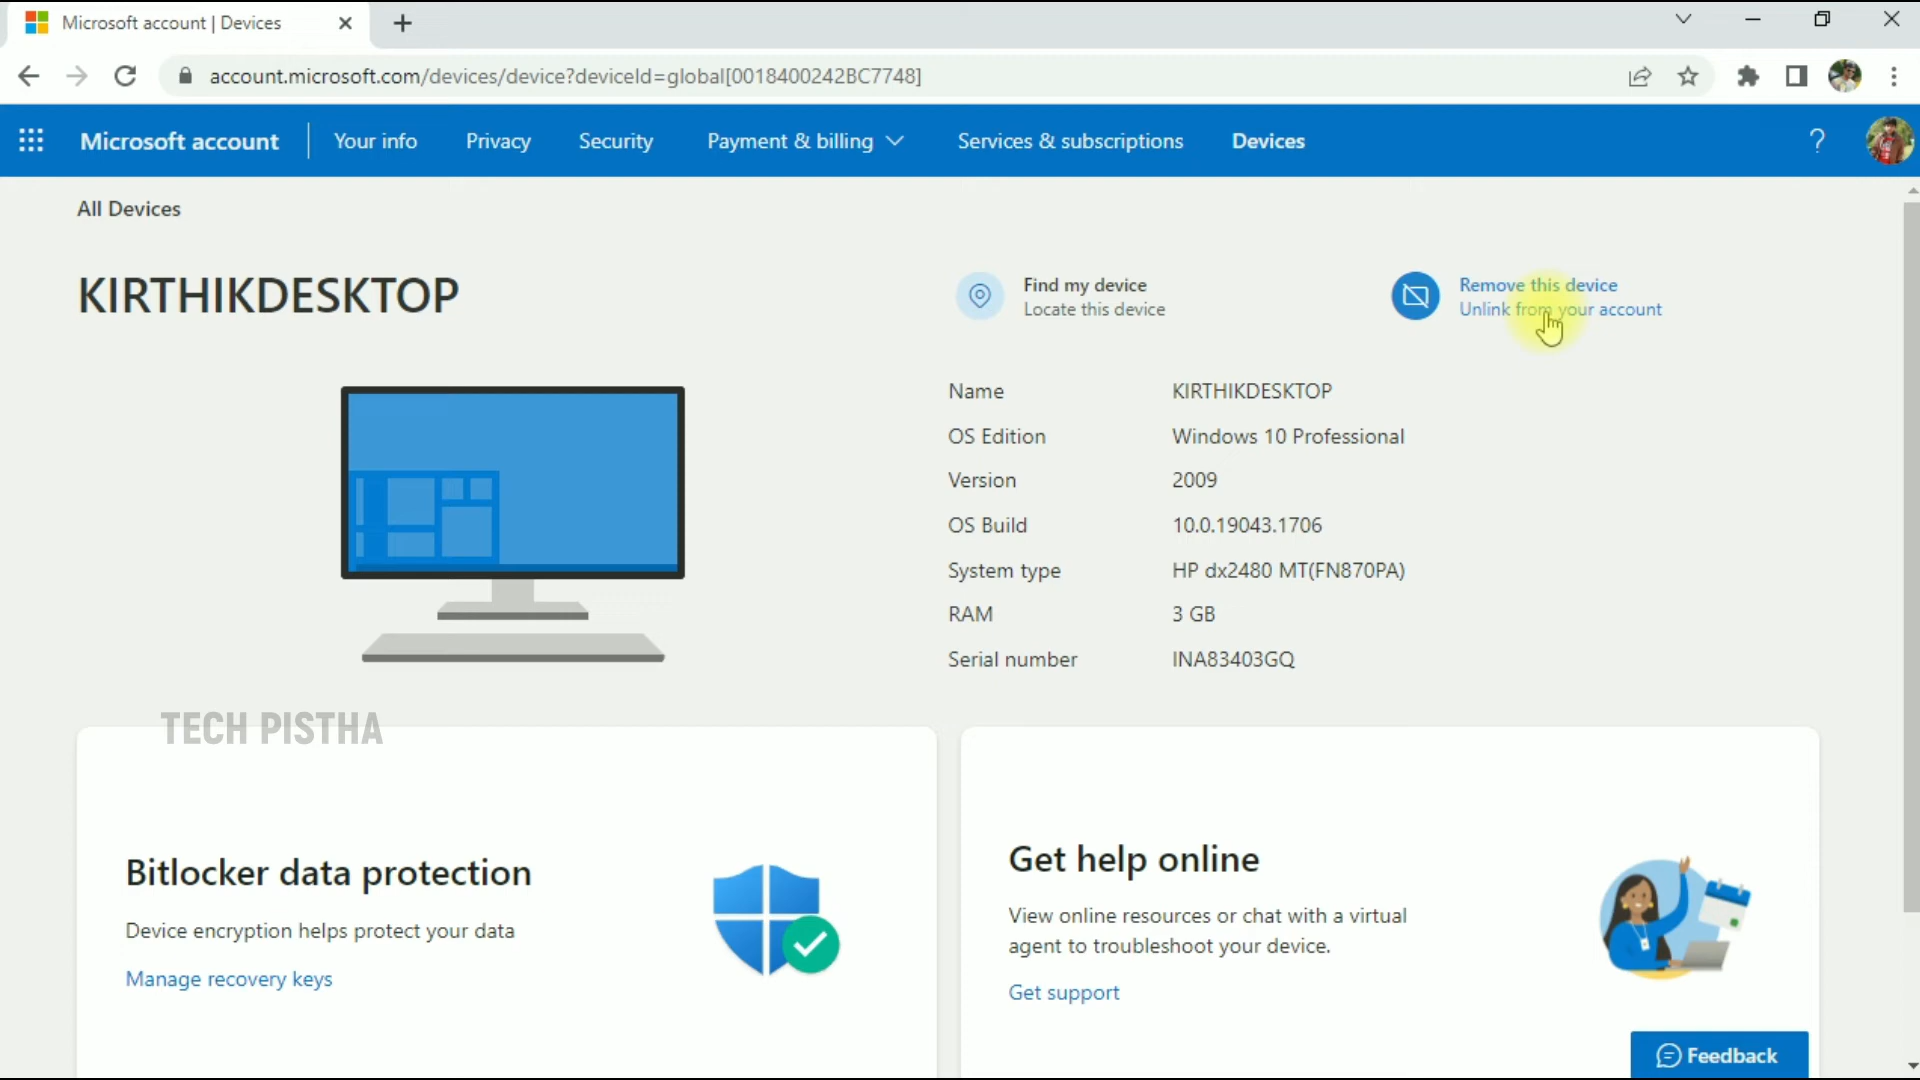 Microsoft account | Devices
account.microsoft.com/devices/device?deviceId=global[0018400242BC7748]
Microsoft account
Your info
Privacy
Security
Payment & billing
Services & subscriptions
Devices
?
All Devices
KIRTHIKDESKTOP
Find my device
Locate this device
Remove this device
Unlink from your account
Name KIRTHIKDESKTOP
OS Edition Windows 10 Professional
Version 2009
OS Build 10.0.19043.1706
System type HP dx2480 MT(FN870PA)
RAM 3 GB
Serial number INA83403GQ
TECH PISTHA
Bitlocker data protection
Device encryption helps protect your data
Manage recovery keys
Get help online
View online resources or chat with a virtual
agent to troubleshoot your device.
Get support
Feedback